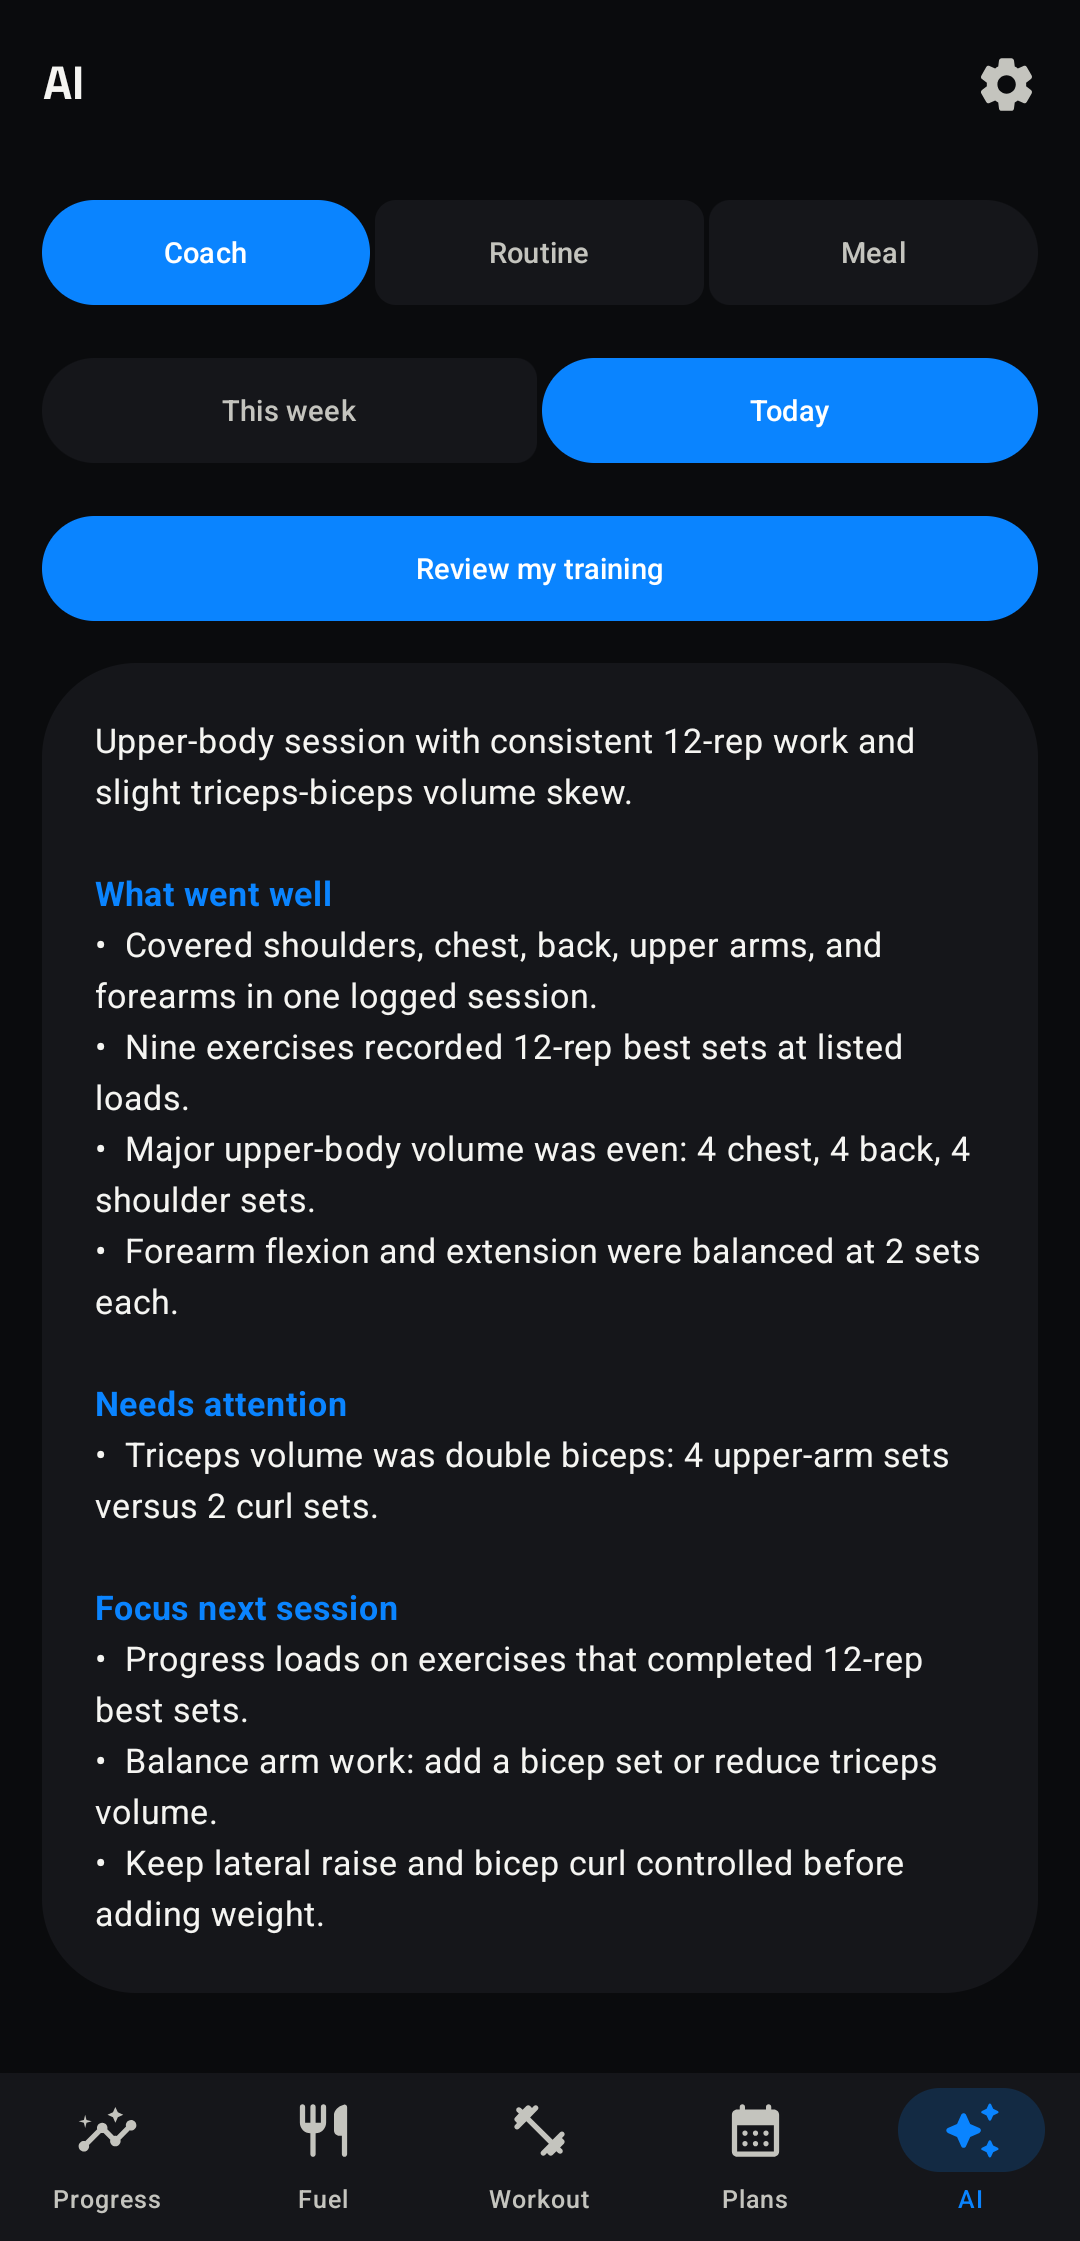 AI
Coach
Routine
Meal
This week
Today
Review my training
Upper-body session with consistent 12-rep work and
slight triceps-biceps volume skew.
What went well
• Covered shoulders, chest, back, upper arms, and
forearms in one logged session.
• Nine exercises recorded 12-rep best sets at listed
loads.
• Major upper-body volume was even: 4 chest, 4 back, 4
shoulder sets.
• Forearm flexion and extension were balanced at 2 sets
each.
Needs attention
• Triceps volume was double biceps: 4 upper-arm sets
versus 2 curl sets.
Focus next session
• Progress loads on exercises that completed 12-rep
best sets.
• Balance arm work: add a bicep set or reduce triceps
volume.
• Keep lateral raise and bicep curl controlled before
adding weight.
Progress
Fuel
Workout
Plans
AI